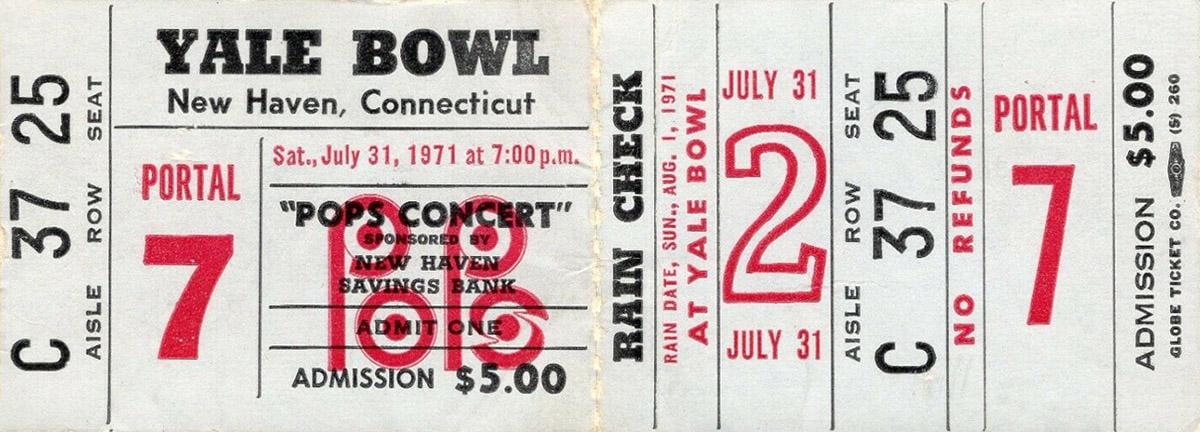 C 37 25
AISLE ROW SEAT
YALE BOWL
New Haven, Connecticut
PORTAL
7
Sat., July 31, 1971 at 7:00 p.m.
"POPS CONCERT"
SPONSORED BY
NEW HAVEN
SAVINGS BANK
POPS
ADMIT ONE
ADMISSION $5.00
RAIN CHECK
RAIN DATE, SUN., AUG. 1, 1971
AT YALE BOWL
JULY 31
2
JULY 31
AISLE ROW SEAT
C 37 25
NO REFUNDS
PORTAL
7
ADMISSION $5.00
GLOBE TICKET CO. (5) 260